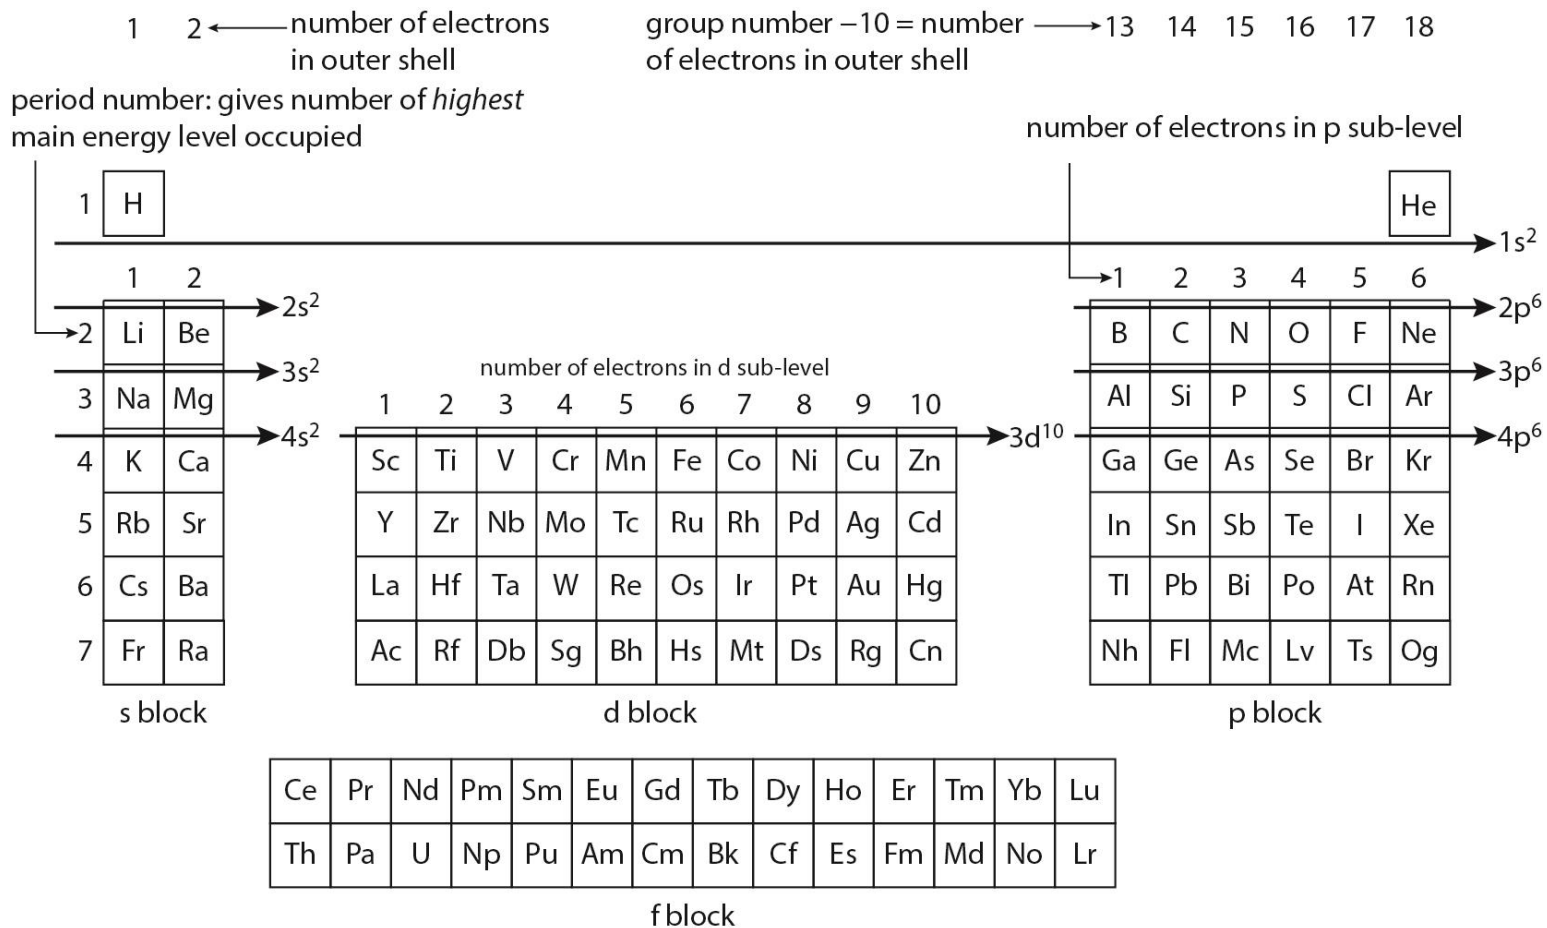 1 2 number of electrons in outer shell
group number −10 = number of electrons in outer shell 13 14 15 16 17 18
period number: gives number of highest
main energy level occupied
number of electrons in p sub-level
1 H He
1s²
1 2
1 2 3 4 5 6
2s²
2p⁶
2 Li Be B C N O F Ne
3s²
3p⁶
number of electrons in d sub-level
3 Na Mg Al Si P S Cl Ar
1 2 3 4 5 6 7 8 9 10
4s²
3d¹⁰
4p⁶
4 K Ca Sc Ti V Cr Mn Fe Co Ni Cu Zn Ga Ge As Se Br Kr
5 Rb Sr Y Zr Nb Mo Tc Ru Rh Pd Ag Cd In Sn Sb Te I Xe
6 Cs Ba La Hf Ta W Re Os Ir Pt Au Hg Tl Pb Bi Po At Rn
7 Fr Ra Ac Rf Db Sg Bh Hs Mt Ds Rg Cn Nh Fl Mc Lv Ts Og
s block d block p block
Ce Pr Nd Pm Sm Eu Gd Tb Dy Ho Er Tm Yb Lu
Th Pa U Np Pu Am Cm Bk Cf Es Fm Md No Lr
f block